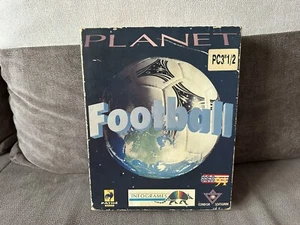 PLANET
PC3"1/2
Football
INFOGRAMES